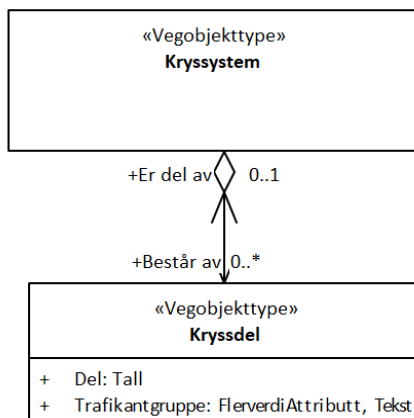 «Vegobjekttype»
Kryssystem
+Er del av 0..1
+Består av 0..*
«Vegobjekttype»
Kryssdel
+ Del: Tall
+ Trafikantgruppe: FlerverdiAttributt, Tekst